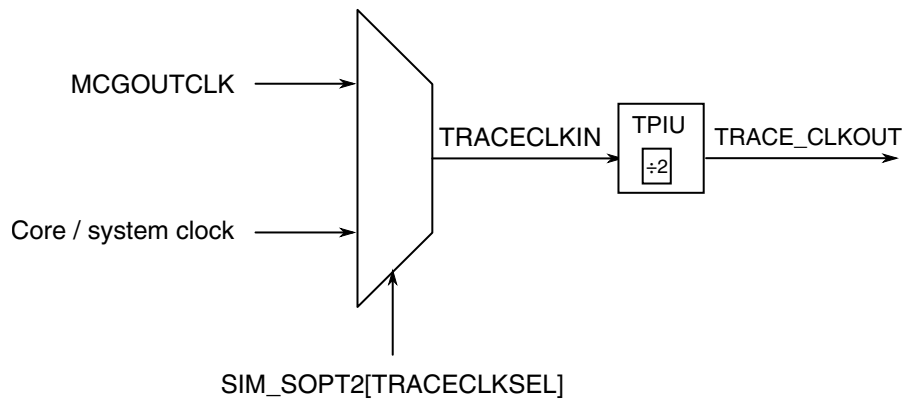 MCGOUTCLK
TRACECLKIN
TPIU
÷2
TRACE_CLKOUT
Core / system clock
SIM_SOPT2[TRACECLKSEL]